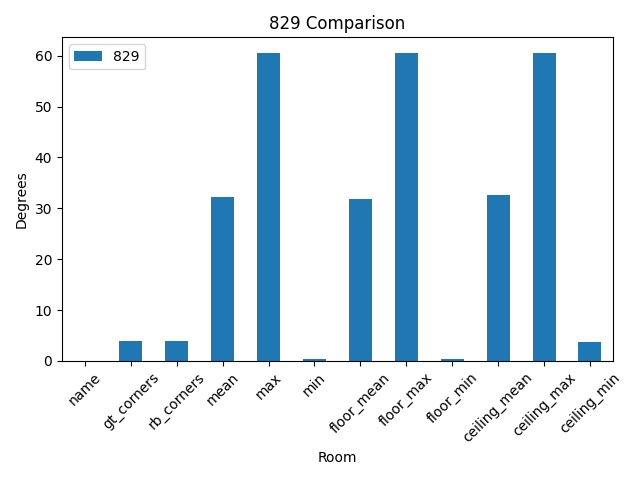 829 Comparison
829
60
50
40
30
20
10
0
Degrees
name
gt_corners
rb_corners
mean
max
min
floor_mean
floor_max
floor_min
ceiling_mean
ceiling_max
ceiling_min
Room